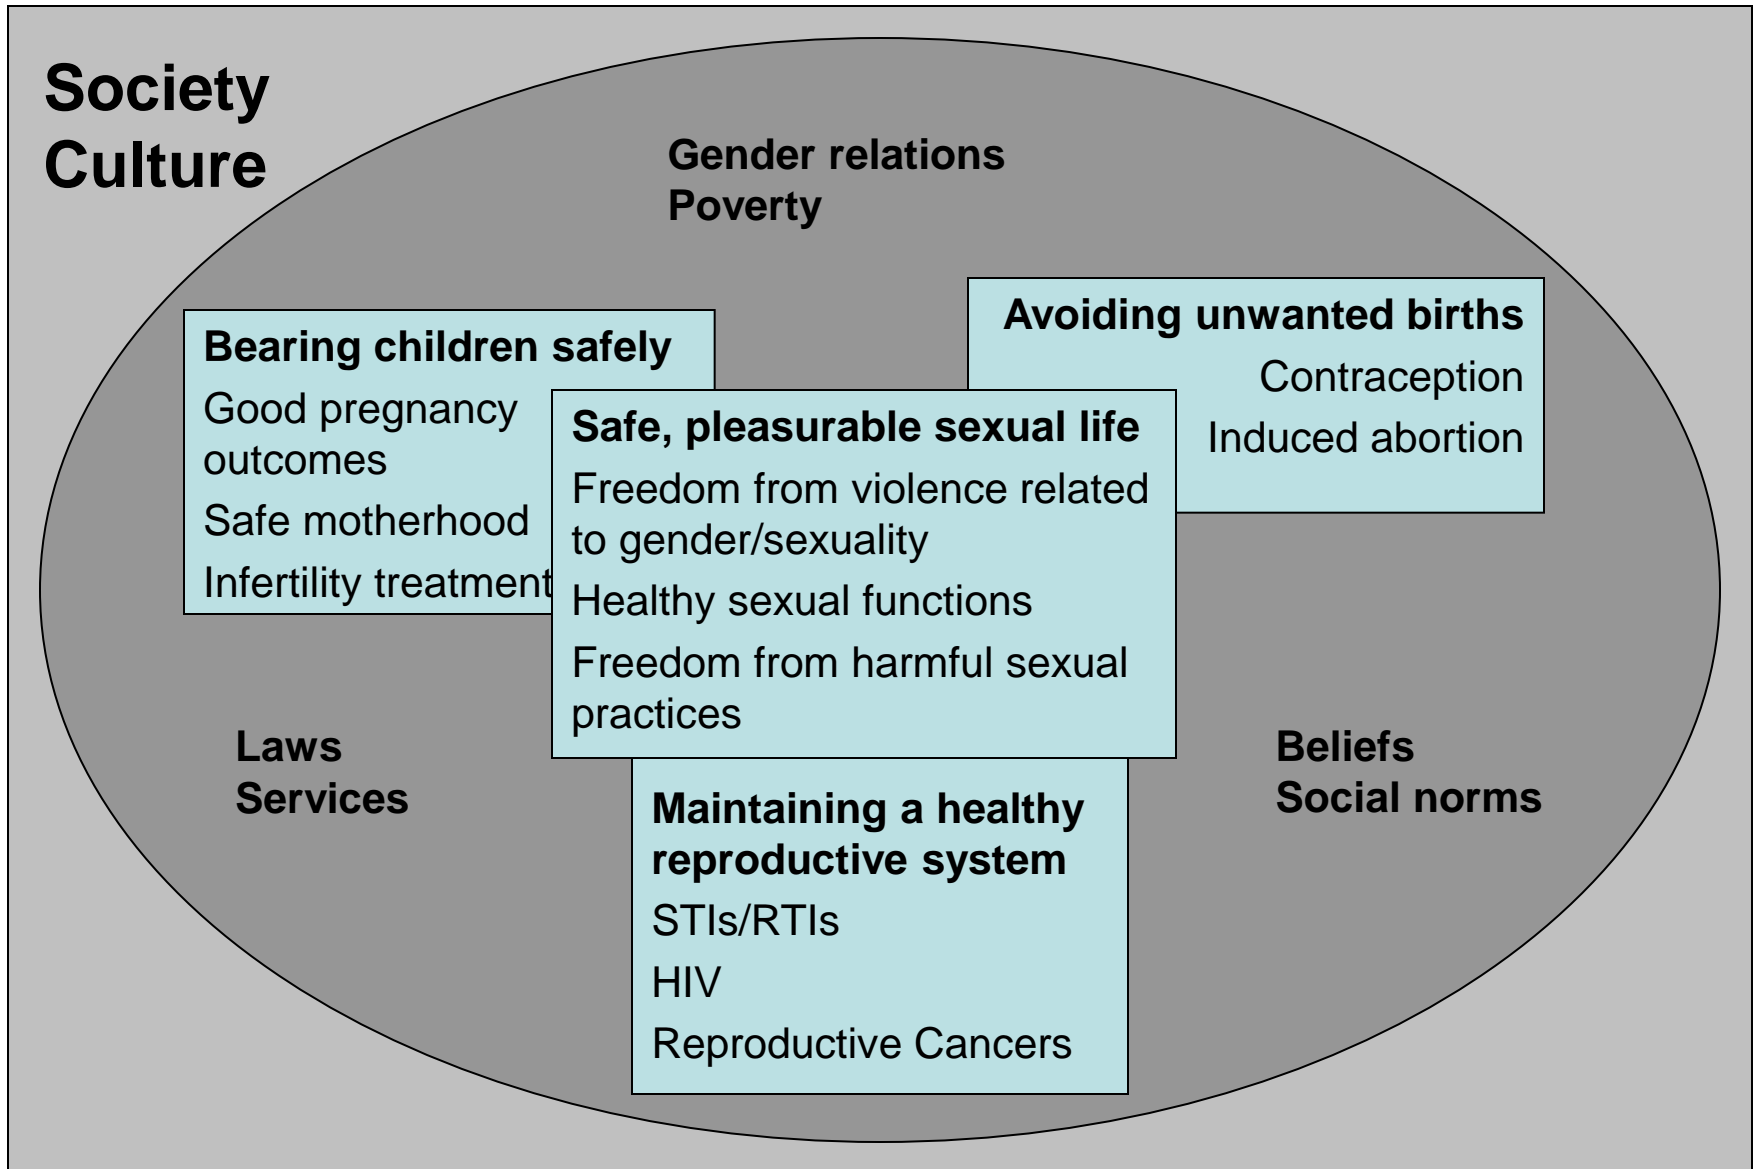 Society
Culture
Gender relations
Poverty
Bearing children safely
Good pregnancy
outcomes
Safe motherhood
Infertility treatment
Avoiding unwanted births
Contraception
Induced abortion
Safe, pleasurable sexual life
Freedom from violence related
to gender/sexuality
Healthy sexual functions
Freedom from harmful sexual
practices
Laws
Services
Beliefs
Social norms
Maintaining a healthy
reproductive system
STIs/RTIs
HIV
Reproductive Cancers